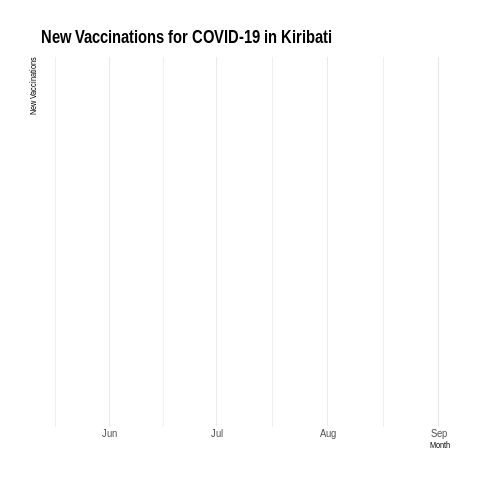 New Vaccinations for COVID-19 in Kiribati
New Vaccinations
Jun Jul Aug Sep
Month